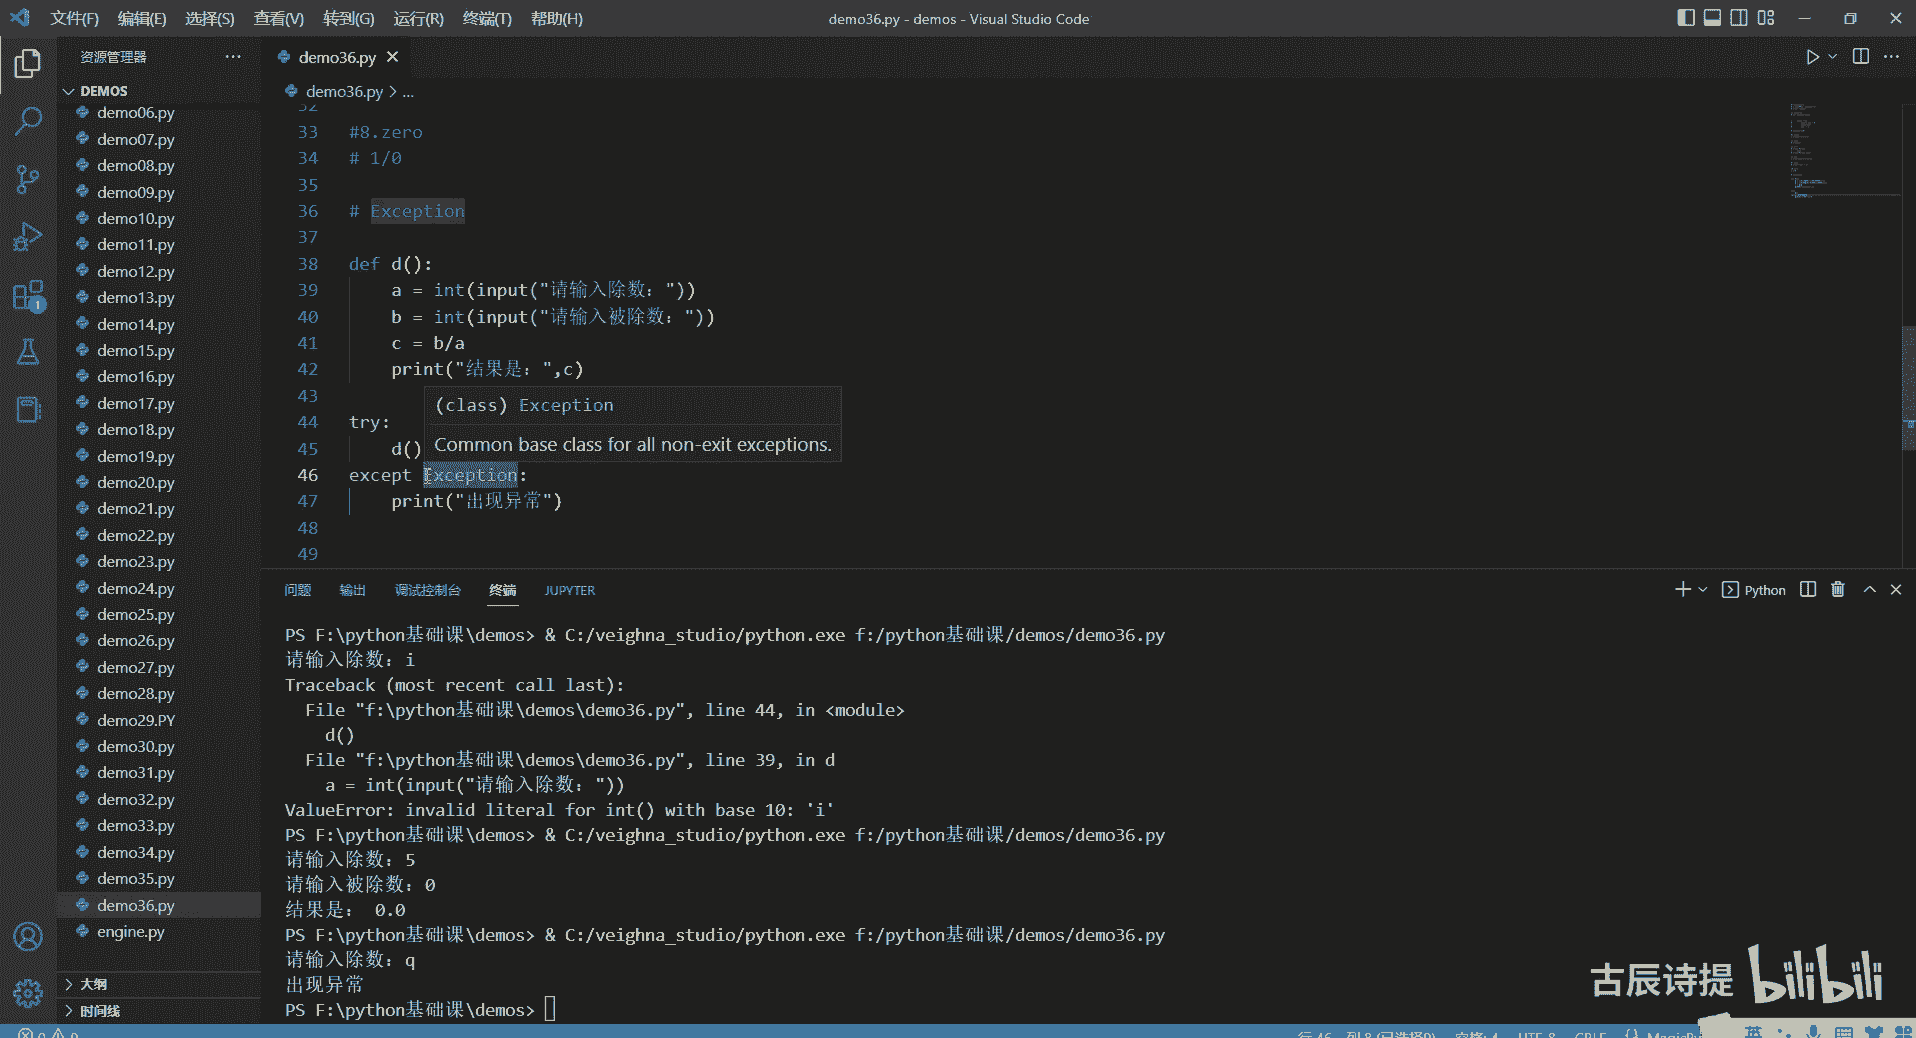 文件(F) 编辑(E) 选择(S) 查看(V) 转到(G) 运行(R) 终端(T) 帮助(H)
demo36.py - demos - Visual Studio Code
资源管理器
DEMOS
demo06.py
demo07.py
demo08.py
demo09.py
demo10.py
demo11.py
demo12.py
demo13.py
demo14.py
demo15.py
demo16.py
demo17.py
demo18.py
demo19.py
demo20.py
demo21.py
demo22.py
demo23.py
demo24.py
demo25.py
demo26.py
demo27.py
demo28.py
demo29.PY
demo30.py
demo31.py
demo32.py
demo33.py
demo34.py
demo35.py
demo36.py
engine.py
大纲
时间线
1
demo36.py
demo36.py > ...
32
33 #8.zero
34 # 1/0
35
36 # Exception
37
38 def d():
39 a = int(input("请输入除数："))
40 b = int(input("请输入被除数："))
41 c = b/a
42 print("结果是：",c)
43
(class) Exception
44 try:
Common base class for all non-exit exceptions.
45 d()
46 except Exception:
47 print("出现异常")
48
49
问题 输出 调试控制台 终端 JUPYTER
Python
PS F:\python基础课\demos> & C:/veighna_studio/python.exe f:/python基础课/demos/demo36.py
请输入除数：i
Traceback (most recent call last):
File "f:\python基础课\demos\demo36.py", line 44, in <module>
d()
File "f:\python基础课\demos\demo36.py", line 39, in d
a = int(input("请输入除数："))
ValueError: invalid literal for int() with base 10: 'i'
PS F:\python基础课\demos> & C:/veighna_studio/python.exe f:/python基础课/demos/demo36.py
请输入除数：5
请输入被除数：0
结果是： 0.0
PS F:\python基础课\demos> & C:/veighna_studio/python.exe f:/python基础课/demos/demo36.py
请输入除数：q
出现异常
PS F:\python基础课\demos>
古辰诗提 bilibili
英